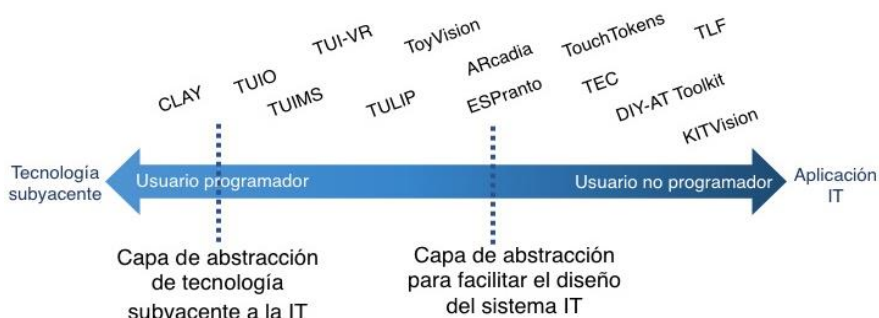 CLAY
TUIO
TUIMS
TUI-VR
TULIP
ToyVision
ARcadia
ESPranto
TouchTokens
TEC
DIY-AT Toolkit
TLF
KITVision
Tecnología
subyacente
Usuario programador
Usuario no programador
Aplicación
IT
Capa de abstracción
de tecnología
subyacente a la IT
Capa de abstracción
para facilitar el diseño
del sistema IT